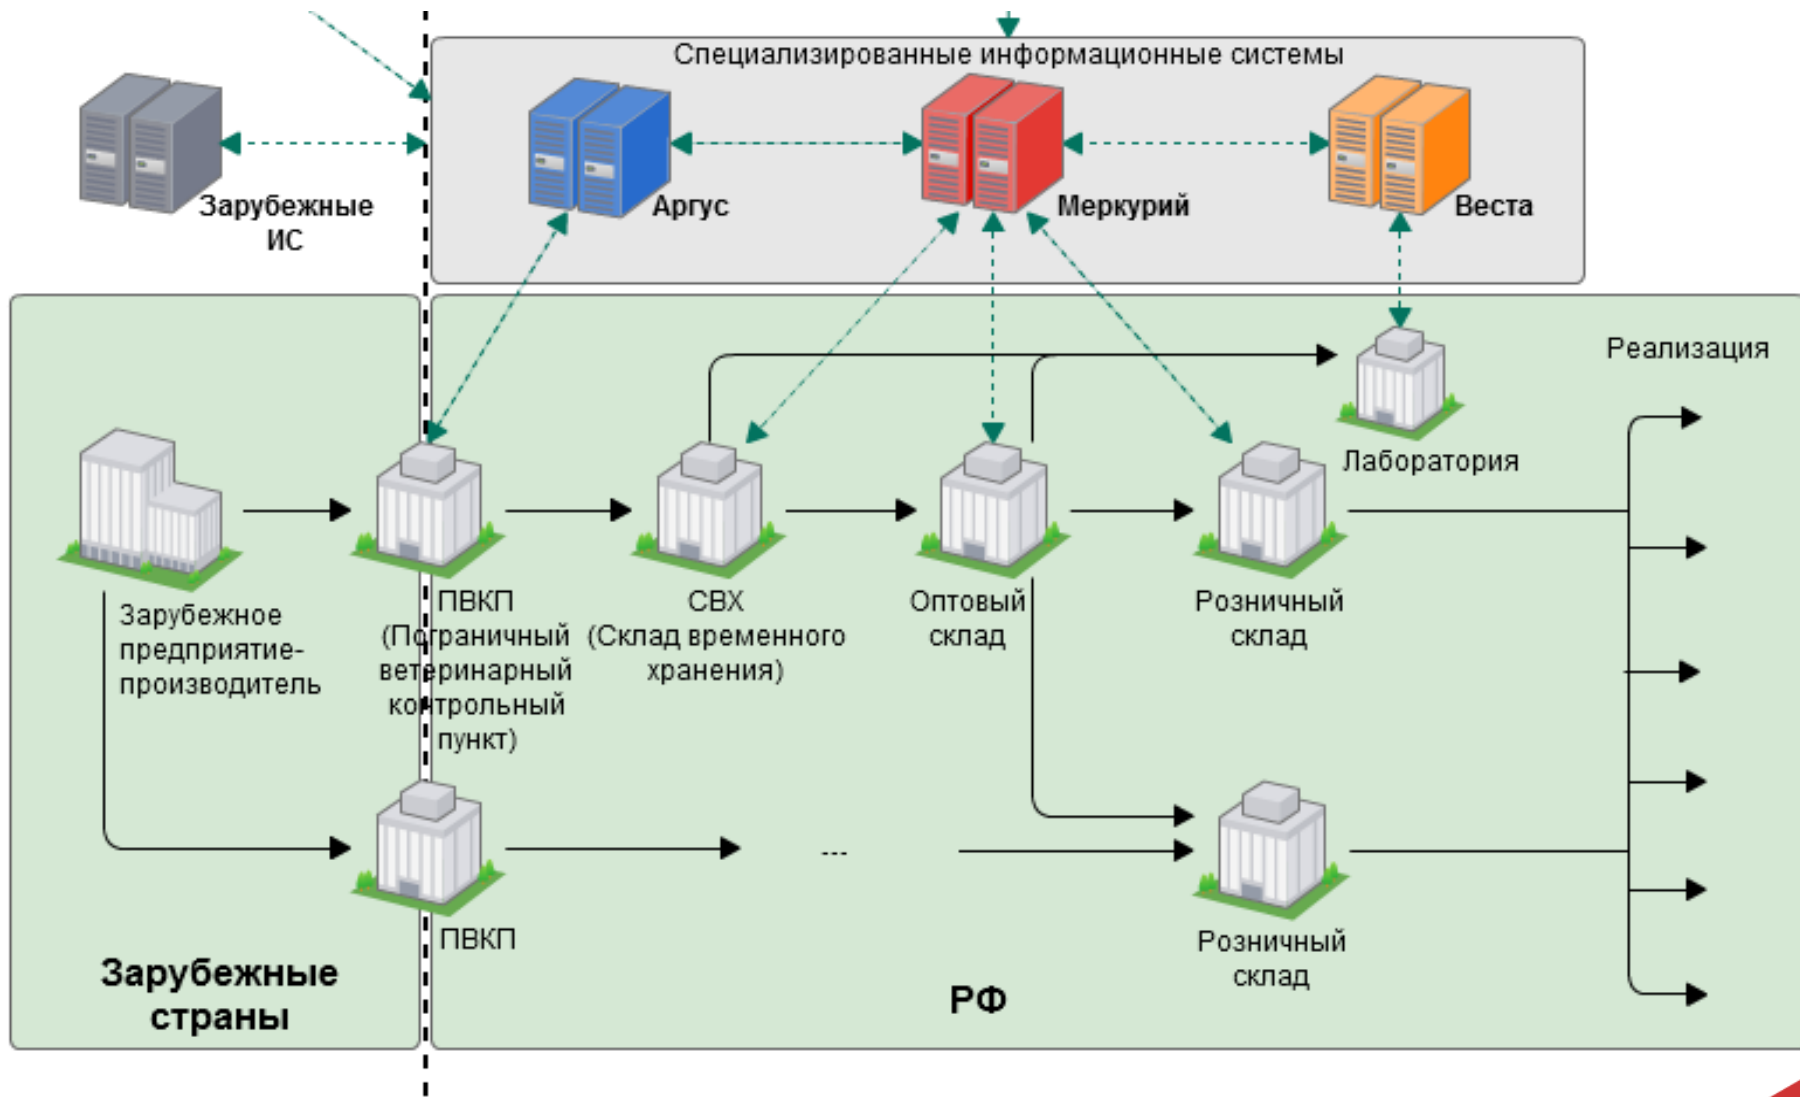 Специализированные информационные системы
Зарубежные
ИС
Аргус
Меркурий
Веста
Реализация
Лаборатория
Зарубежное
предприятие-
производитель
ПВКП
(Пограничный
ветеринарный
контрольный
пункт)
СВХ
(Склад временного
хранения)
Оптовый
склад
Розничный
склад
...
ПВКП
Розничный
склад
Зарубежные
страны
РФ